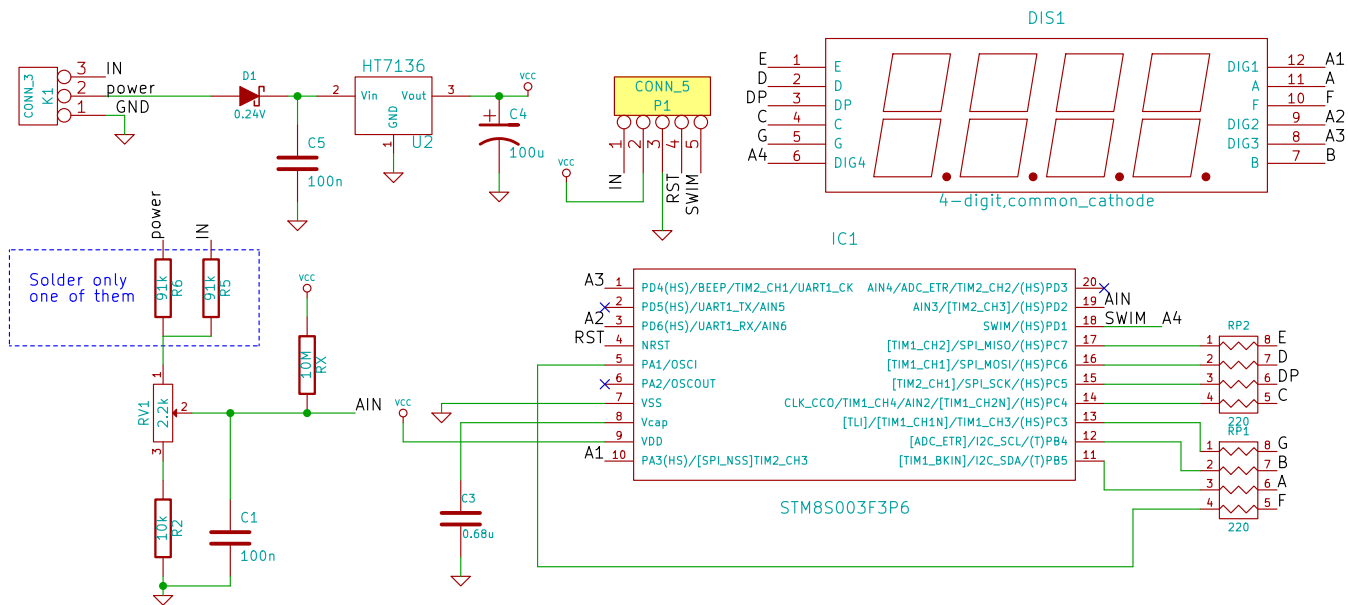 DIS1
CONN_3
K1
3
IN
2
power
1
GND
D1
0.24V
HT7136
2
Vin
Vout
3
GND
1
U2
vcc
C4
100u
C5
100n
CONN_5
P1
1
2
3
4
5
IN
RST
SWIM
vcc
E 1 E
D 2 D
DP 3 DP
C 4 C
G 5 G
A4 6 DIG4
DIG1 12 A1
A 11 A
F 10 F
DIG2 9 A2
DIG3 8 A3
B 7 B
4-digit,common_cathode
power
IN
Solder only
one of them
91k
R6
91k
R5
vcc
10M
RX
1
RV1
2.2k
2
3
AIN
vcc
10k
R2
C1
100n
C3
0.68u
IC1
A3 1 PD4(HS)/BEEP/TIM2_CH1/UART1_CK
2 PD5(HS)/UART1_TX/AIN5
A2 3 PD6(HS)/UART1_RX/AIN6
RST 4 NRST
5 PA1/OSCI
6 PA2/OSCOUT
7 VSS
8 Vcap
9 VDD
A1 10 PA3(HS)/[SPI_NSS]TIM2_CH3
AIN4/ADC_ETR/TIM2_CH2/(HS)PD3 20
AIN3/[TIM2_CH3]/(HS)PD2 19 AIN
SWIM/(HS)PD1 18 SWIM A4
[TIM1_CH2]/SPI_MISO/(HS)PC7 17
[TIM1_CH1]/SPI_MOSI/(HS)PC6 16
[TIM2_CH1]/SPI_SCK/(HS)PC5 15
CLK_CCO/TIM1_CH4/AIN2/[TIM1_CH2N]/(HS)PC4 14
[TLI]/[TIM1_CH1N]/TIM1_CH3/(HS)PC3 13
[ADC_ETR]/I2C_SCL/(T)PB4 12
[TIM1_BKIN]/I2C_SDA/(T)PB5 11
STM8S003F3P6
RP2
1 8 E
2 7 D
3 6 DP
4 5 C
220
RP1
1 8 G
2 7 B
3 6 A
4 5 F
220